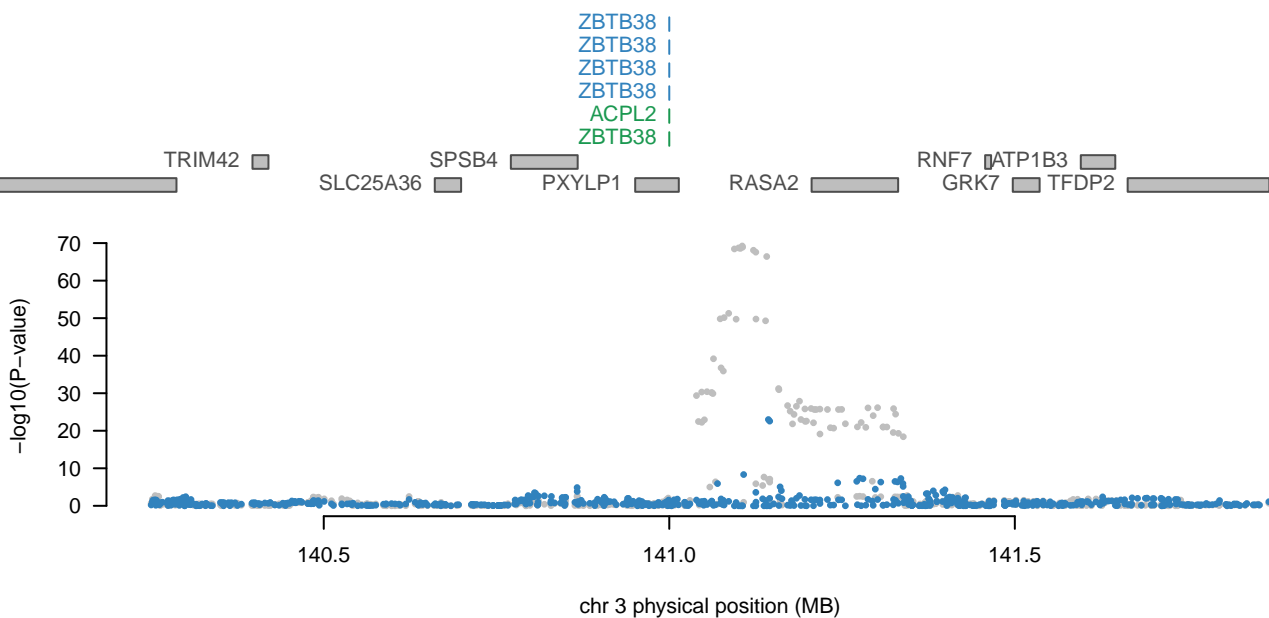 ZBTB38
ZBTB38
ZBTB38
ZBTB38
ACPL2
ZBTB38
TRIM42 SPSB4 RNF7 ATP1B3
SLC25A36 PXYLP1 RASA2 GRK7 TFDP2
70
60
50
40
30
20
10
0
−log10(P−value)
140.5 141.0 141.5
chr 3 physical position (MB)